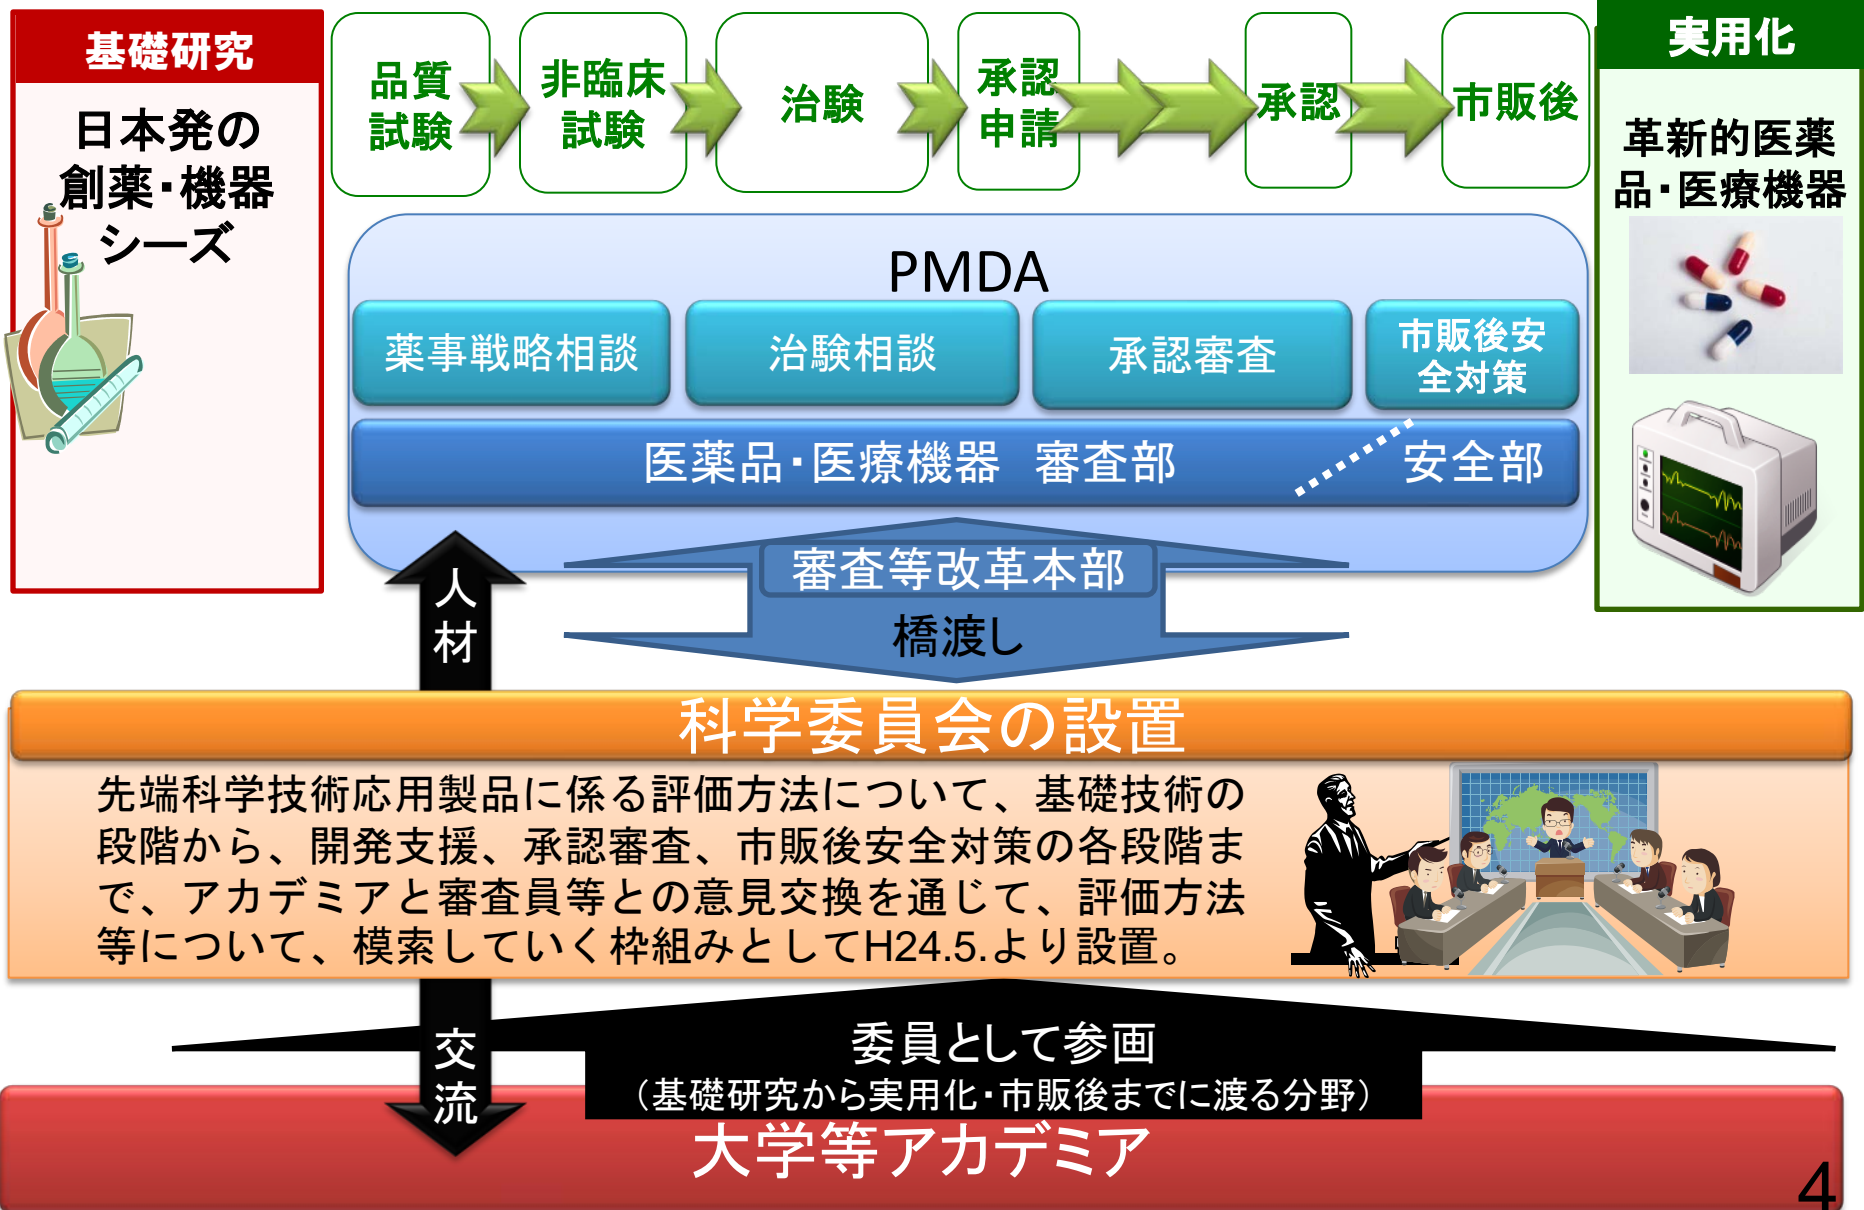 基礎研究
日本発の
創薬・機器
シーズ
品質
試験
非臨床
試験
治験
承認
申請
承認
市販後
実用化
革新的医薬
品・医療機器
PMDA
薬事戦略相談
治験相談
承認審査
市販後安
全対策
医薬品・医療機器　審査部
安全部
審査等改革本部
橋渡し
人
材
科学委員会の設置
先端科学技術応用製品に係る評価方法について、基礎技術の
段階から、開発支援、承認審査、市販後安全対策の各段階ま
で、アカデミアと審査員等との意見交換を通じて、評価方法
等について、模索していく枠組みとしてH24.5.より設置。
交
流
委員として参画
（基礎研究から実用化・市販後までに渡る分野）
大学等アカデミア
4